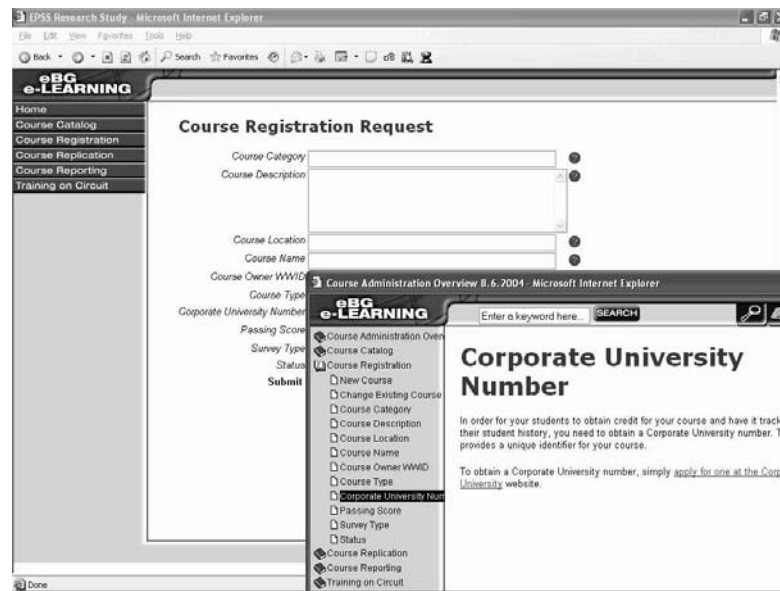 EPSS Research Study - Microsoft Internet Explorer
File Edit View Favorites Tools Help
Back Search Favorites
eBG
e-LEARNING
Home
Course Catalog
Course Registration
Course Replication
Course Reporting
Training on Circuit
Course Registration Request
Course Category
Course Description
Course Location
Course Name
Course Owner WWID
Course Type
Corporate University Number
Passing Score
Survey Type
Status
Submit
Done
Course Administration Overview 8.6.2004 - Microsoft Internet Explorer
eBG
e-LEARNING
Enter a keyword here... SEARCH
Course Administration Over
Course Catalog
Course Registration
New Course
Change Existing Course
Course Category
Course Description
Course Location
Course Name
Course Owner WWID
Course Type
Corporate University Num
Passing Score
Survey Type
Status
Course Replication
Course Reporting
Training on Circuit
Corporate University
Number
In order for your students to obtain credit for your course and have it track
their student history, you need to obtain a Corporate University number. T
provides a unique identifier for your course.
To obtain a Corporate University number, simply apply for one at the Corp
University website.